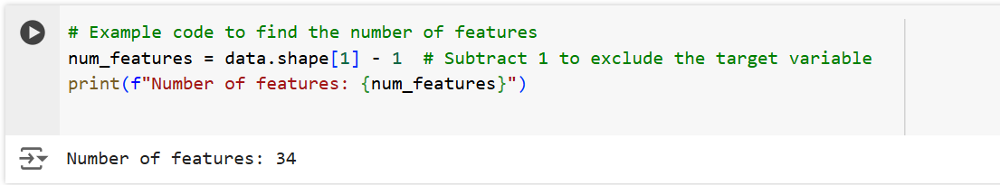 # Example code to find the number of features
num_features = data.shape[1] - 1  # Subtract 1 to exclude the target variable
print(f"Number of features: {num_features}")
Number of features: 34